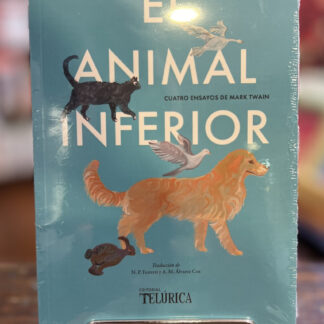 EL
ANIMAL
CUATRO ENSAYOS DE MARK TWAIN
INFERIOR
Traducción de
EDITORIAL
TELÚRICA